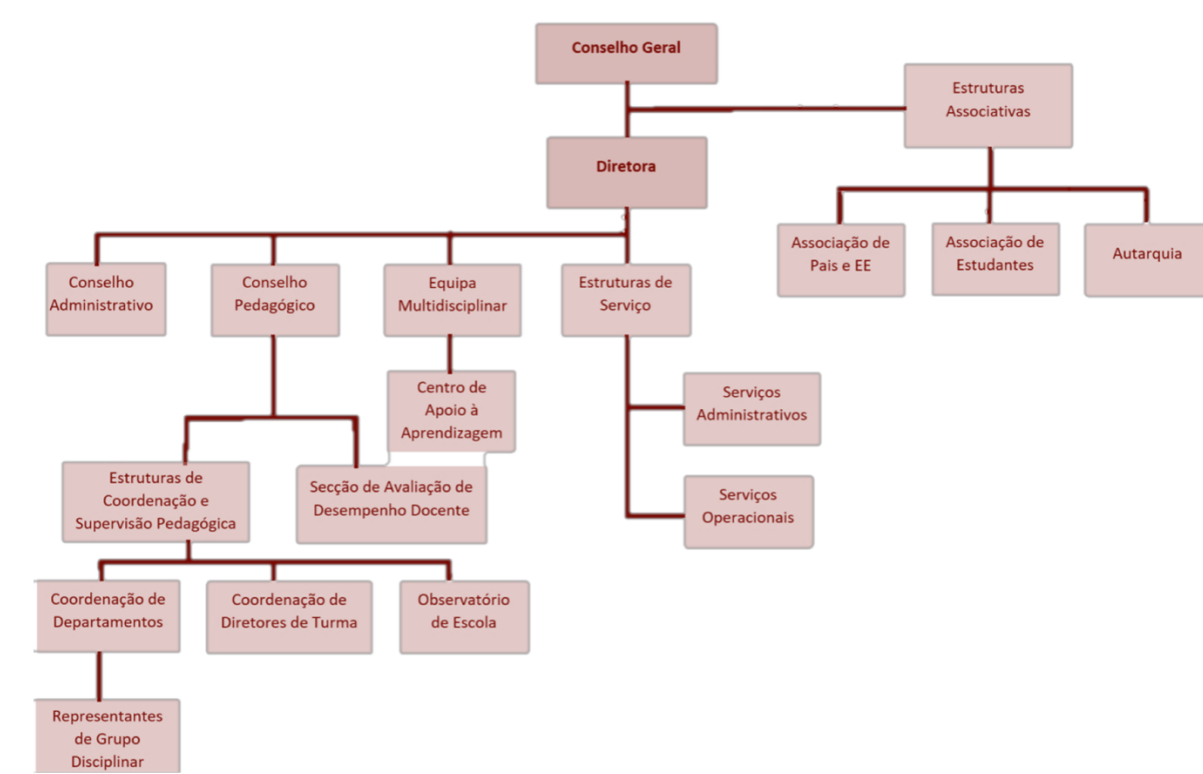 Conselho Geral
Estruturas
Associativas
Diretora
Associação de
Pais e EE
Associação de
Estudantes
Autarquia
Conselho
Administrativo
Conselho
Pedagógico
Equipa
Multidisciplinar
Estruturas de
Serviço
Centro de
Apoio à
Aprendizagem
Serviços
Administrativos
Estruturas de
Coordenação e
Supervisão Pedagógica
Secção de Avaliação de
Desempenho Docente
Serviços
Operacionais
Coordenação de
Departamentos
Coordenação de
Diretores de Turma
Observatório
de Escola
Representantes
de Grupo
Disciplinar